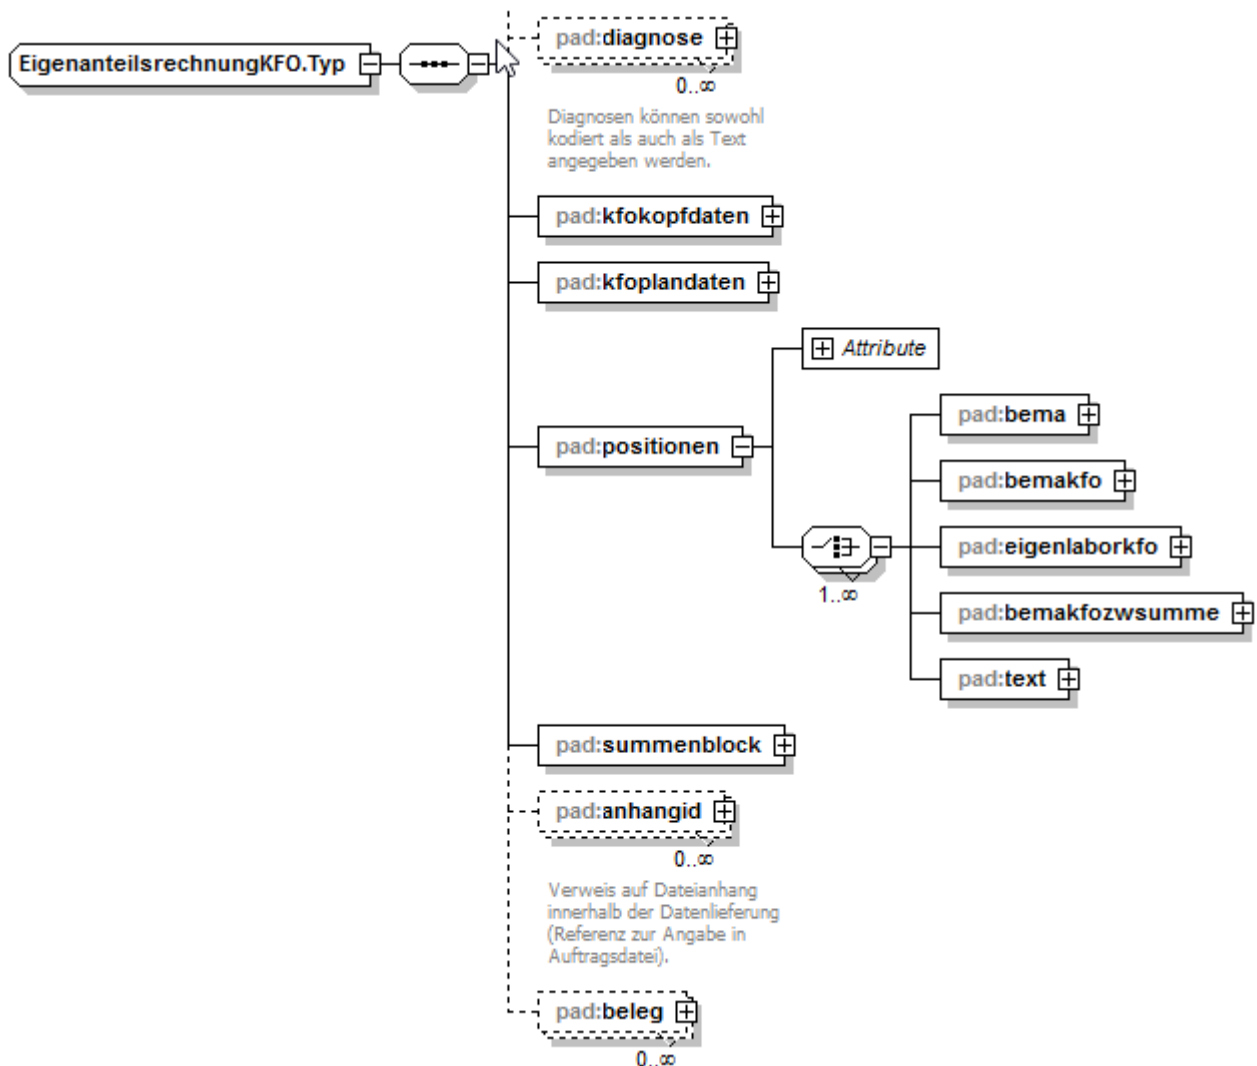 EigenanteilsrechnungKFO.Typ
pad:diagnose
0..∞
Diagnosen können sowohl
kodiert als auch als Text
angegeben werden.
pad:kfokopfdaten
pad:kfoplandaten
Attribute
pad:positionen
pad:bema
pad:bemakfo
pad:eigenlaborkfo
1..∞
pad:bemakfozwsumme
pad:text
pad:summenblock
pad:anhangid
0..∞
Verweis auf Dateianhang
innerhalb der Datenlieferung
(Referenz zur Angabe in
Auftragsdatei).
pad:beleg
0..∞